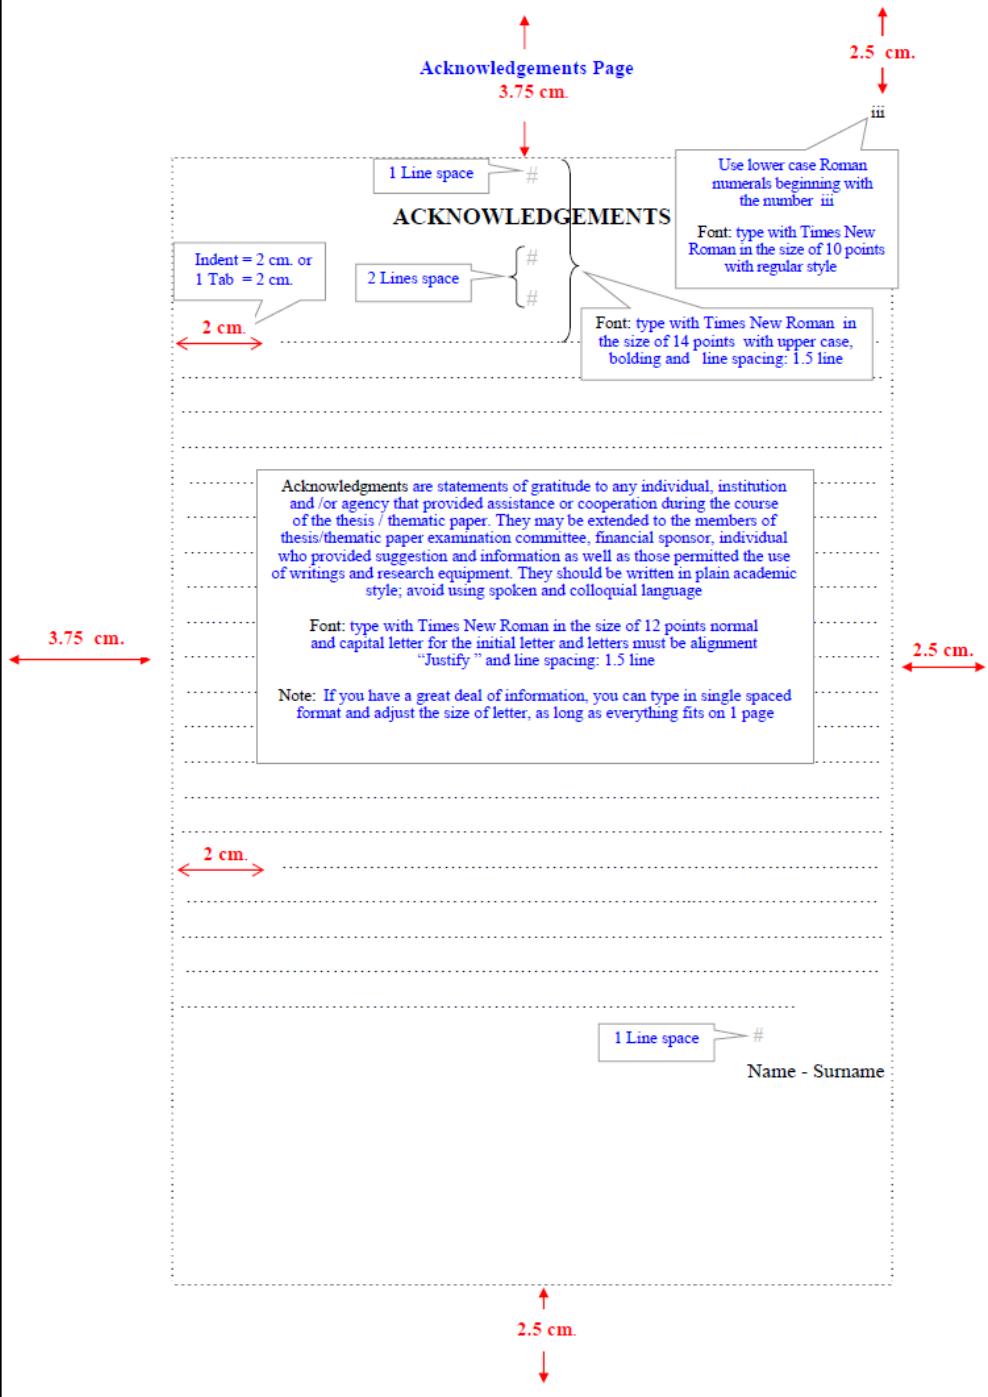 2.5 cm.
Acknowledgements Page
3.75 cm.
iii
1 Line space
#
Use lower case Roman
numerals beginning with
the number iii
Font: type with Times New
Roman in the size of 10 points
with regular style
ACKNOWLEDGEMENTS
Indent = 2 cm. or
1 Tab = 2 cm.
2 Lines space
#
#
2 cm.
Font: type with Times New Roman in
the size of 14 points with upper case,
bolding and line spacing: 1.5 line
Acknowledgments are statements of gratitude to any individual, institution
and /or agency that provided assistance or cooperation during the course
of the thesis / thematic paper. They may be extended to the members of
thesis/thematic paper examination committee, financial sponsor, individual
who provided suggestion and information as well as those permitted the use
of writings and research equipment. They should be written in plain academic
style; avoid using spoken and colloquial language
Font: type with Times New Roman in the size of 12 points normal
and capital letter for the initial letter and letters must be alignment
“Justify ” and line spacing: 1.5 line
Note: If you have a great deal of information, you can type in single spaced
format and adjust the size of letter, as long as everything fits on 1 page
3.75 cm.
2.5 cm.
2 cm.
1 Line space
#
Name - Surname
2.5 cm.